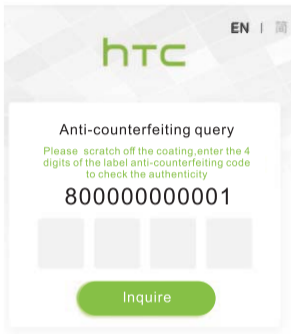 EN | 简
hTC
Anti-counterfeiting query
Please scratch off the coating,enter the 4
digits of the label anti-counterfeiting code
to check the authenticity
800000000001
Inquire